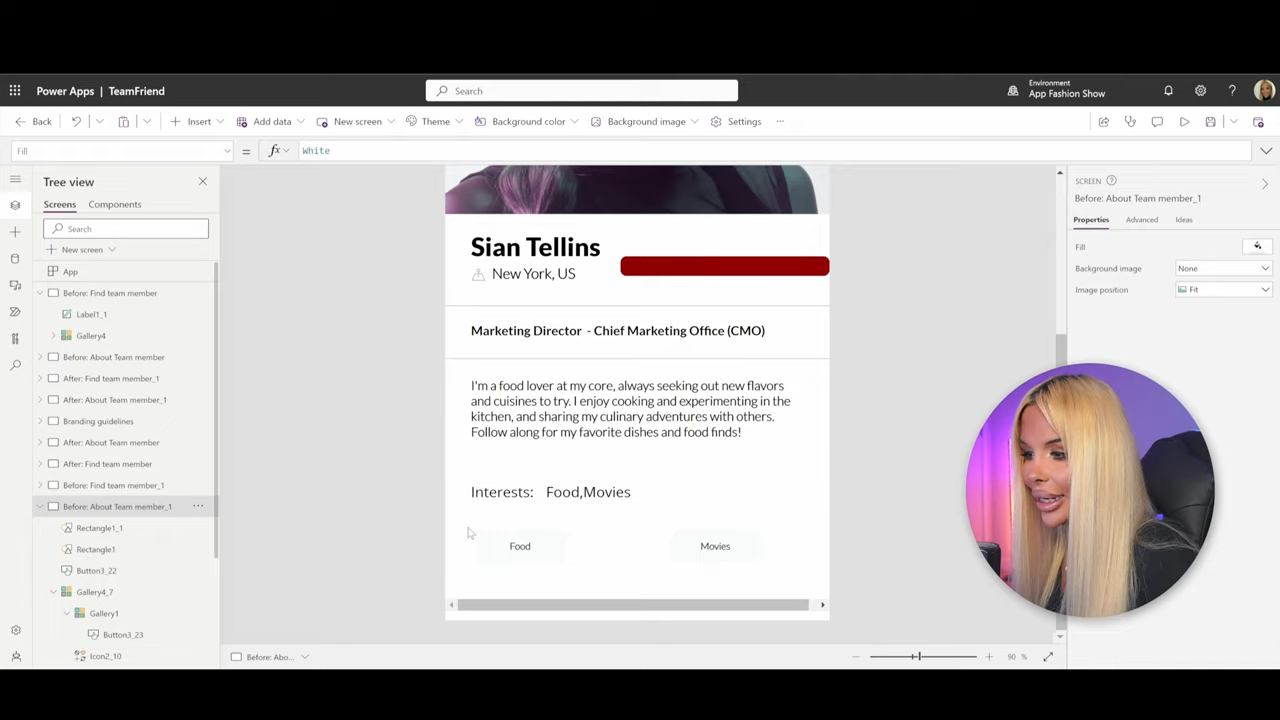 Power Apps | TeamFriend
Search
Environment
App Fashion Show
Back
Insert
Add data
New screen
Theme
Background color
Background image
Settings
Fill
=
fx
White
Tree view
Screens
Components
Search
New screen
App
Before: Find team member
Label1_1
Gallery4
Before: About Team member
After: Find team member_1
After: About Team member_1
Branding guidelines
After: About Team member
After: Find team member
Before: Find team member_1
Before: About Team member_1
Rectangle1_1
Rectangle1
Button3_22
Gallery4_7
Gallery1
Button3_23
Icon2_10
Sian Tellins
New York, US
Marketing Director - Chief Marketing Office (CMO)
I'm a food lover at my core, always seeking out new flavors
and cuisines to try. I enjoy cooking and experimenting in the
kitchen, and sharing my culinary adventures with others.
Follow along for my favorite dishes and food finds!
Interests: Food,Movies
Food
Movies
Before: Abo...
90 %
SCREEN
Before: About Team member_1
Properties
Advanced
Ideas
Fill
Background image
None
Image position
Fit